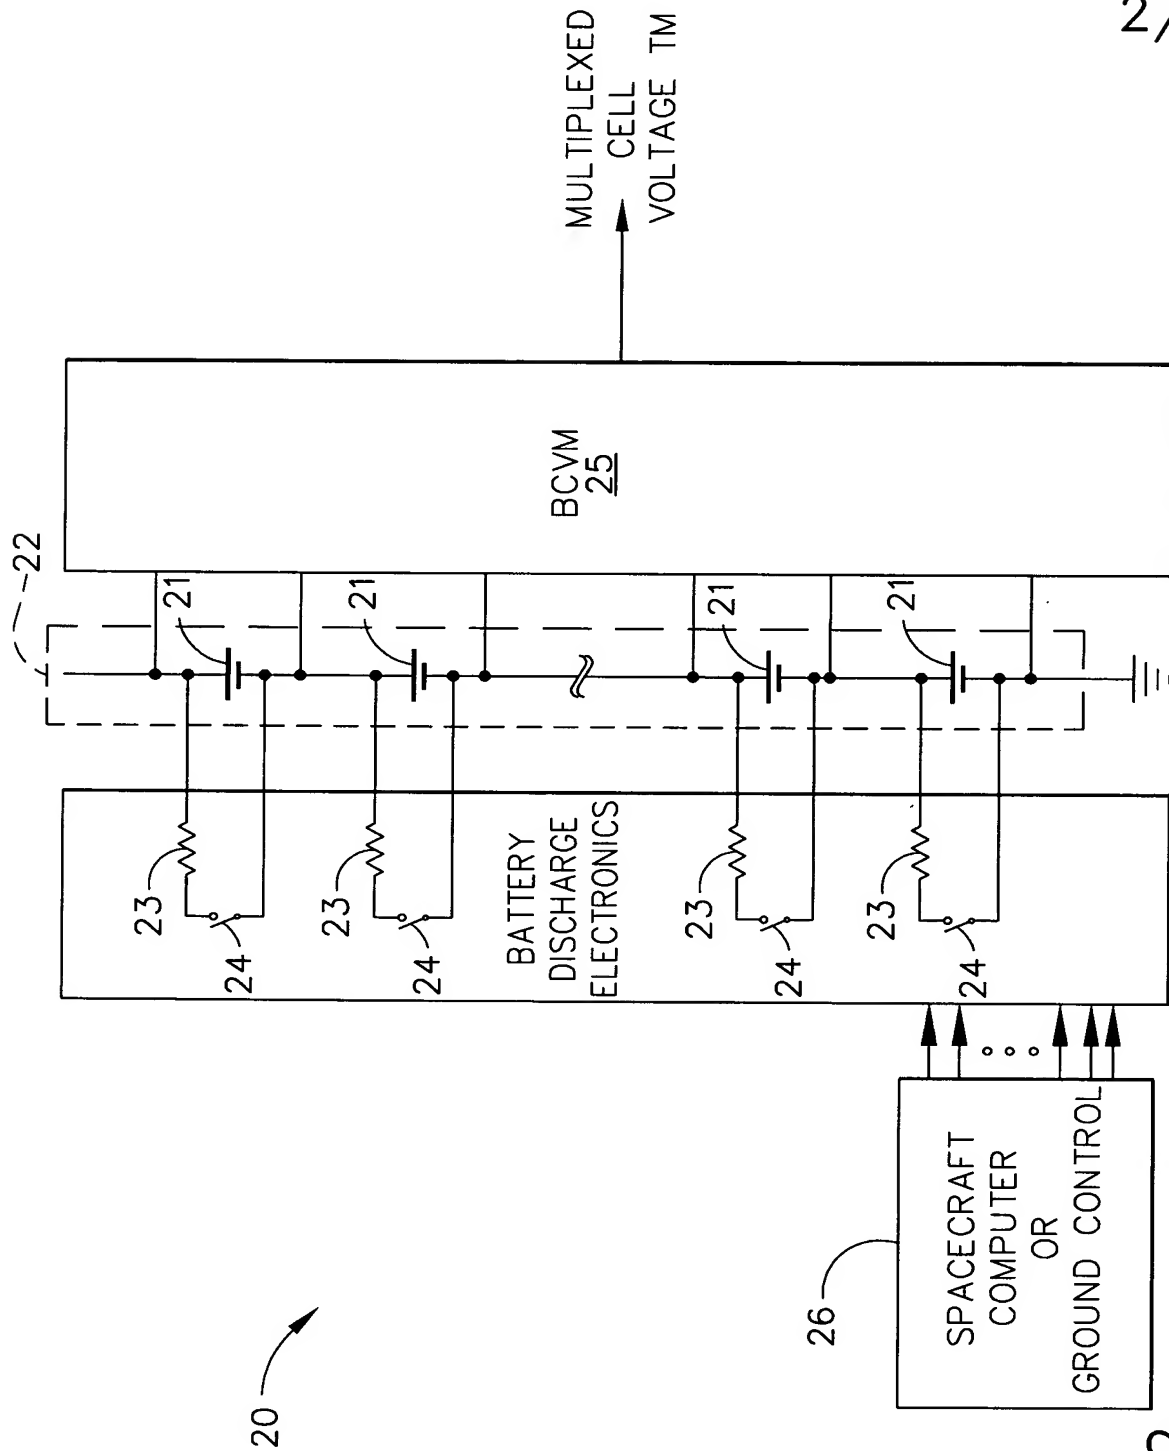 2/
MULTIPLEXED
CELL
VOLTAGE TM
22
21
21
21
21
BCVM
25
23
23
23
23
24
24
24
24
BATTERY
DISCHARGE
ELECTRONICS
26
SPACECRAFT
COMPUTER
OR
GROUND CONTROL
20